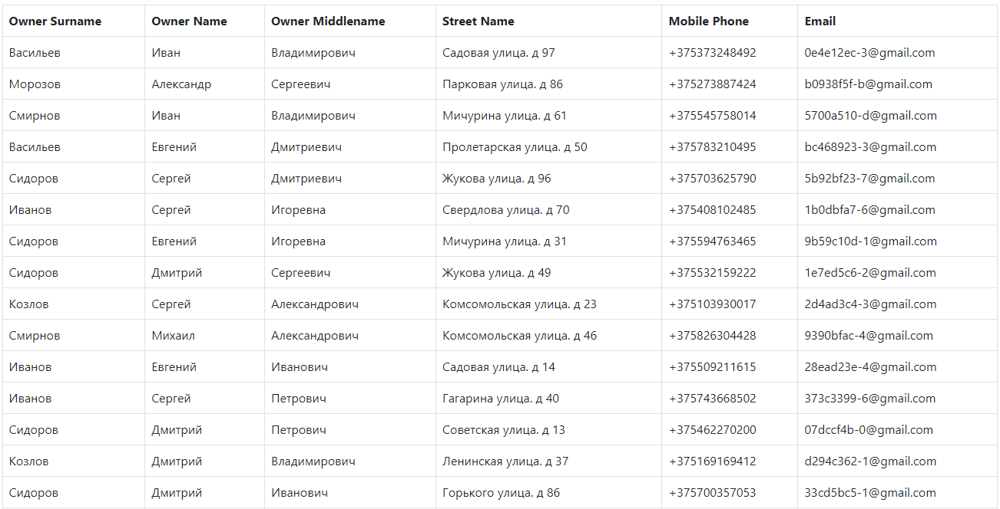 Owner Surname Owner Name Owner Middlename Street Name Mobile Phone Email
Васильев Иван Владимирович Садовая улица. д 97 +375373248492 0e4e12ec-3@gmail.com
Морозов Александр Сергеевич Парковая улица. д 86 +375273887424 b0938f5f-b@gmail.com
Смирнов Иван Владимирович Мичурина улица. д 61 +375545758014 5700a510-d@gmail.com
Васильев Евгений Дмитриевич Пролетарская улица. д 50 +375783210495 bc468923-3@gmail.com
Сидоров Сергей Дмитриевич Жукова улица. д 96 +375703625790 5b92bf23-7@gmail.com
Иванов Сергей Игоревна Свердлова улица. д 70 +375408102485 1b0dbfa7-6@gmail.com
Сидоров Евгений Игоревна Мичурина улица. д 31 +375594763465 9b59c10d-1@gmail.com
Сидоров Дмитрий Сергеевич Жукова улица. д 49 +375532159222 1e7ed5c6-2@gmail.com
Козлов Сергей Александрович Комсомольская улица. д 23 +375103930017 2d4ad3c4-3@gmail.com
Смирнов Михаил Александрович Комсомольская улица. д 46 +375826304428 9390bfac-4@gmail.com
Иванов Евгений Иванович Садовая улица. д 14 +375509211615 28ead23e-4@gmail.com
Иванов Сергей Петрович Гагарина улица. д 40 +375743668502 373c3399-6@gmail.com
Сидоров Дмитрий Петрович Советская улица. д 13 +375462270200 07dccf4b-0@gmail.com
Козлов Дмитрий Владимирович Ленинская улица. д 37 +375169169412 d294c362-1@gmail.com
Сидоров Дмитрий Иванович Горького улица. д 86 +375700357053 33cd5bc5-1@gmail.com